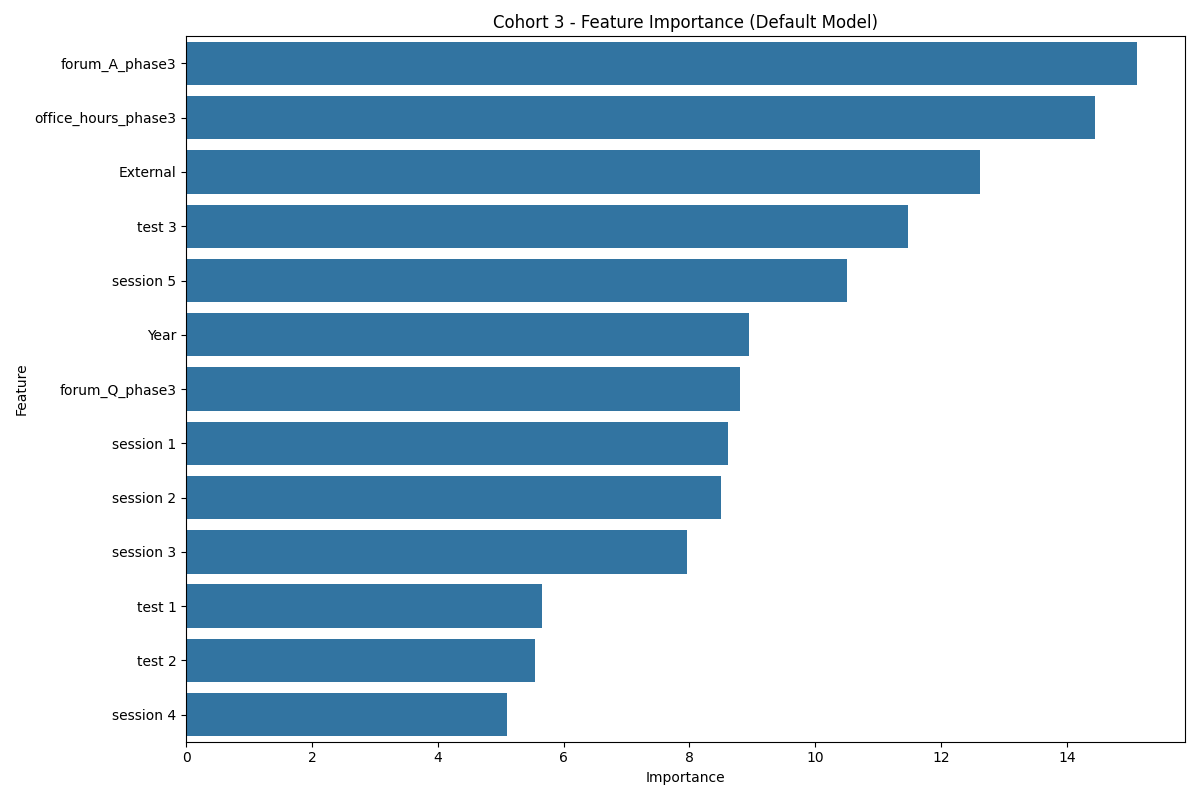 Cohort 3 - Feature Importance (Default Model)
forum_A_phase3
office_hours_phase3
External
test 3
session 5
Year
forum_Q_phase3
session 1
session 2
session 3
test 1
test 2
session 4
Feature
0 2 4 6 8 10 12 14
Importance